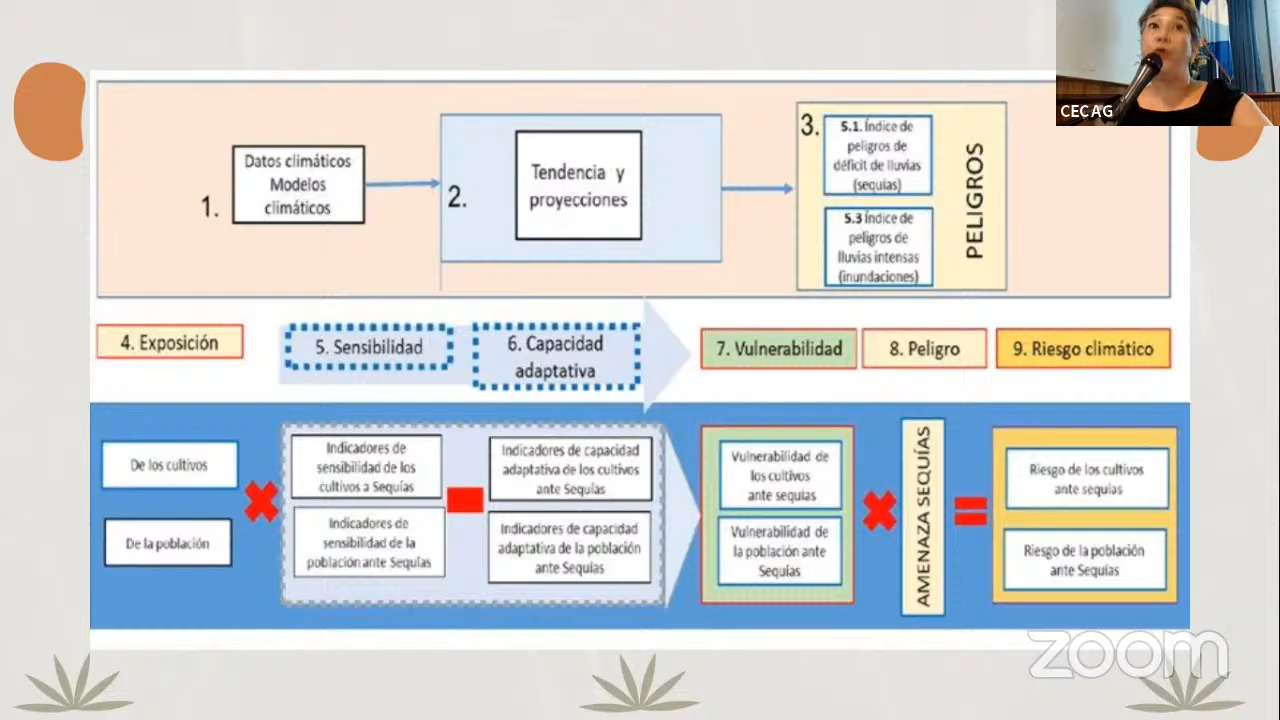 CECAG
1.
Datos climáticos
Modelos
climáticos
2.
Tendencia y
proyecciones
3.
5.1. Índice de
peligros de
déficit de lluvias
(sequias)
5.3 Índice de
peligros de
lluvias intensas
(inundaciones)
PELIGROS
4. Exposición
5. Sensibilidad
6. Capacidad
adaptativa
7. Vulnerabilidad
8. Peligro
9. Riesgo climático
De los cultivos
De la población
Indicadores de
sensibilidad de los
cultivos a Sequías
Indicadores de
sensibilidad de la
población ante Sequías
Indicadores de capacidad
adaptativa de los cultivos
ante Sequías
Indicadores de capacidad
adaptativa de la población
ante Sequías
Vulnerabilidad de
los cultivos
ante sequias
Vulnerabilidad de
la población ante
Sequías
AMENAZA SEQUÍAS
Riesgo de los cultivos
ante sequias
Riesgo de la población
ante Sequías
zoom